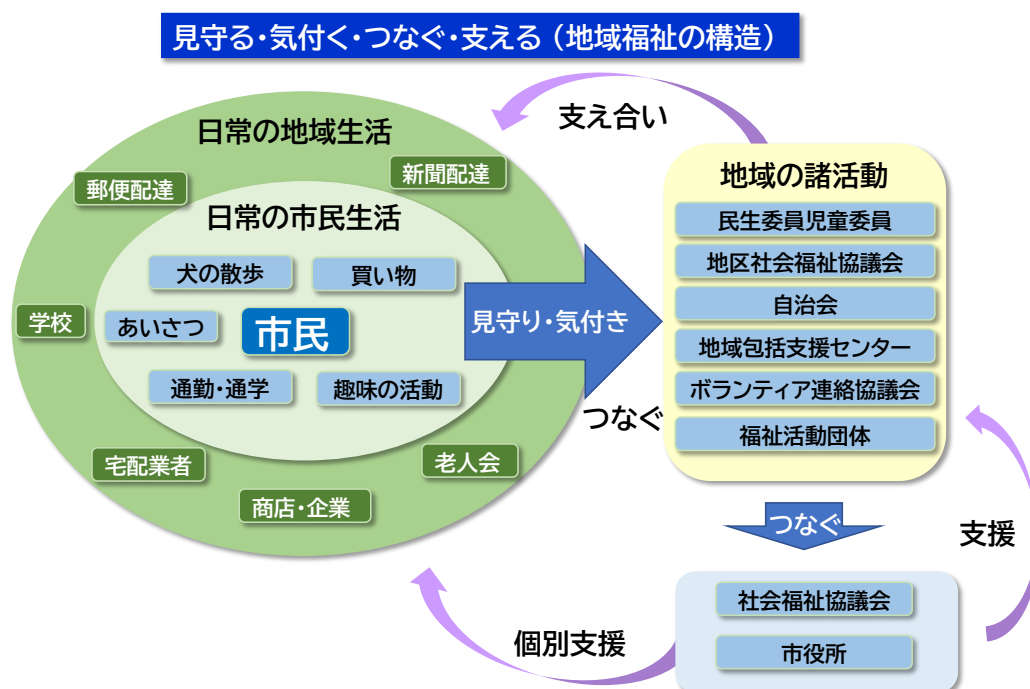 見守る・気付く・つなぐ・支える（地域福祉の構造）
支え合い
日常の地域生活
郵便配達
新聞配達
日常の市民生活
犬の散歩
買い物
学校
あいさつ
市民
通勤・通学
趣味の活動
宅配業者
老人会
商店・企業
見守り・気付き
つなぐ
地域の諸活動
民生委員児童委員
地区社会福祉協議会
自治会
地域包括支援センター
ボランティア連絡協議会
福祉活動団体
つなぐ
支援
社会福祉協議会
市役所
個別支援